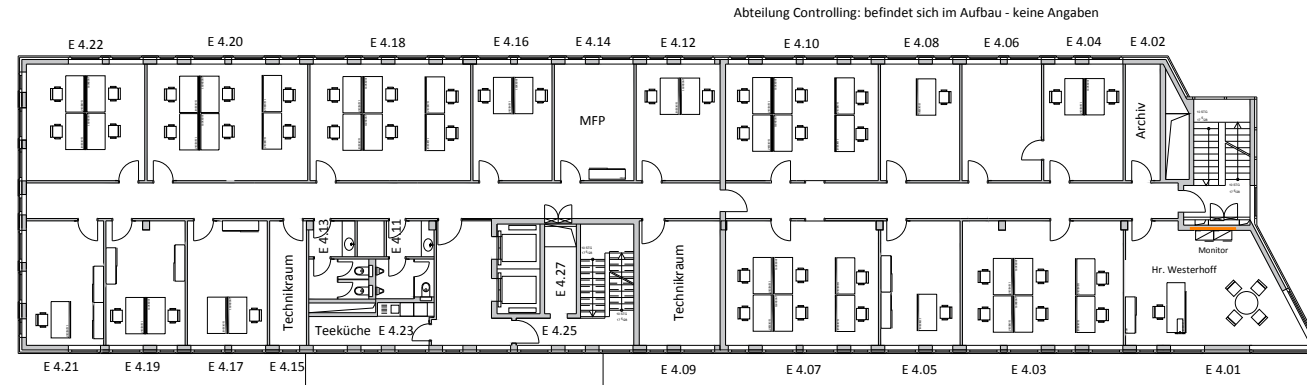 Abteilung Controlling: befindet sich im Aufbau - keine Angaben
E 4.22
E 4.20
E 4.18
E 4.16
E 4.14
E 4.12
E 4.10
E 4.08
E 4.06
E 4.04
E 4.02
MFP
Archiv
E 4.13
E 4.11
Technikraum
E 4.27
Technikraum
Monitor
Hr. Westerhoff
Teeküche
E 4.23
E 4.25
E 4.21
E 4.19
E 4.17
E 4.15
E 4.09
E 4.07
E 4.05
E 4.03
E 4.01